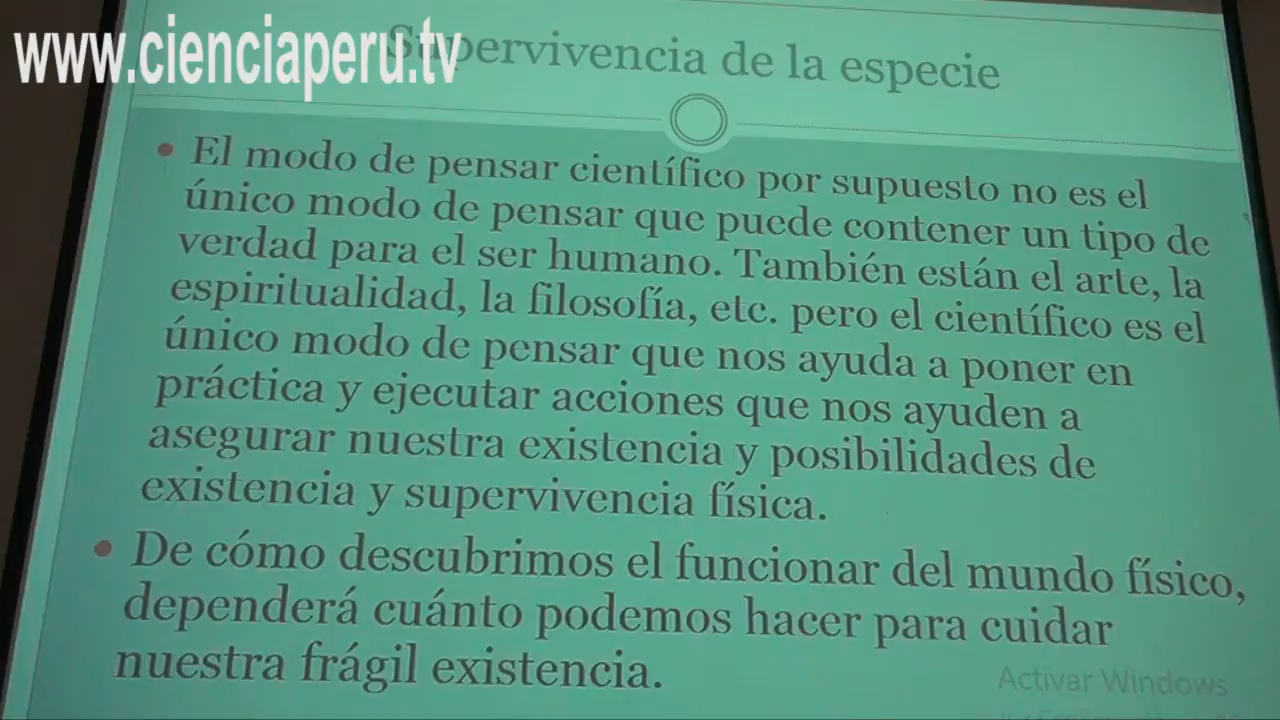 www.cienciaperu.tv
Supervivencia de la especie
• El modo de pensar científico por supuesto no es el
único modo de pensar que puede contener un tipo de
verdad para el ser humano. También están el arte, la
espiritualidad, la filosofía, etc. pero el científico es el
único modo de pensar que nos ayuda a poner en
práctica y ejecutar acciones que nos ayuden a
asegurar nuestra existencia y posibilidades de
existencia y supervivencia física.
• De cómo descubrimos el funcionar del mundo físico,
dependerá cuánto podemos hacer para cuidar
nuestra frágil existencia.
Activar Windows